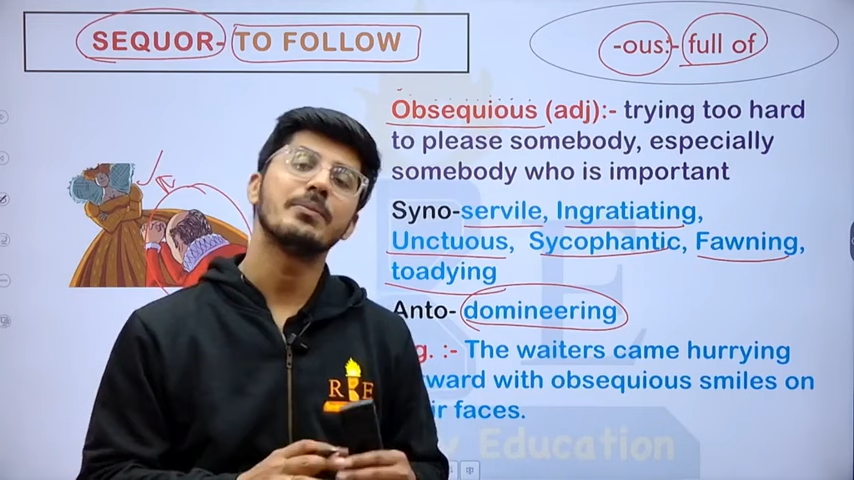 SEQUOR- TO FOLLOW
-ous:- full of
Obsequious (adj):- trying too hard
to please somebody, especially
somebody who is important
Syno-servile, Ingratiating,
Unctuous, Sycophantic, Fawning,
toadying
Anto- domineering
g. :- The waiters came hurrying
ward with obsequious smiles on
ir faces.
RBE
Education